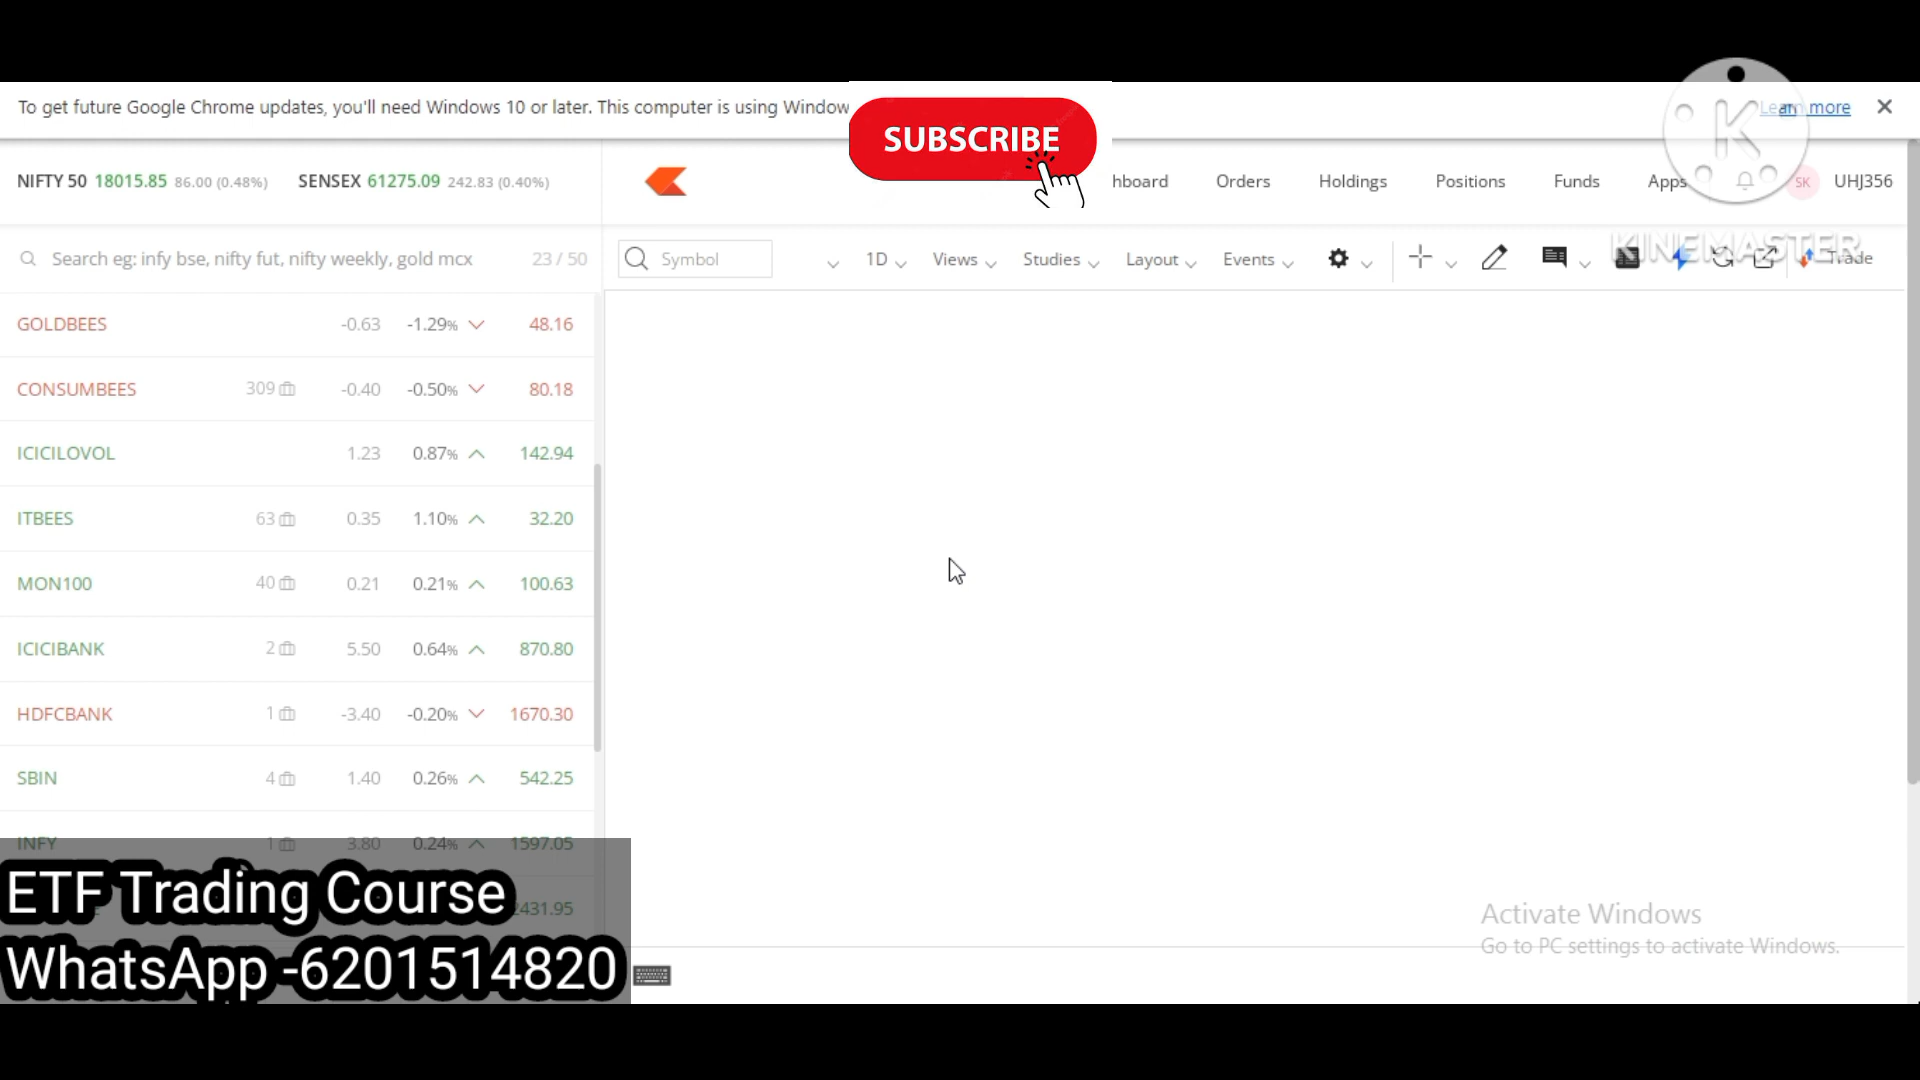 To get future Google Chrome updates, you'll need Windows 10 or later. This computer is using Window
SUBSCRIBE
Learn more
K
KINEMASTER
NIFTY 50 18015.85 86.00 (0.48%) SENSEX 61275.09 242.83 (0.40%)
hboard Orders Holdings Positions Funds Apps SK UHJ356
Search eg: infy bse, nifty fut, nifty weekly, gold mcx 23 / 50
Symbol 1D Views Studies Layout Events Trade
GOLDBEES -0.63 -1.29% 48.16
CONSUMBEES 309 -0.40 -0.50% 80.18
ICICILOVOL 1.23 0.87% 142.94
ITBEES 63 0.35 1.10% 32.20
MON100 40 0.21 0.21% 100.63
ICICIBANK 2 5.50 0.64% 870.80
HDFCBANK 1 -3.40 -0.20% 1670.30
SBIN 4 1.40 0.26% 542.25
INFY 1 3.80 0.24% 1597.05
2431.95
ETF Trading Course
WhatsApp -6201514820
Activate Windows
Go to PC settings to activate Windows.